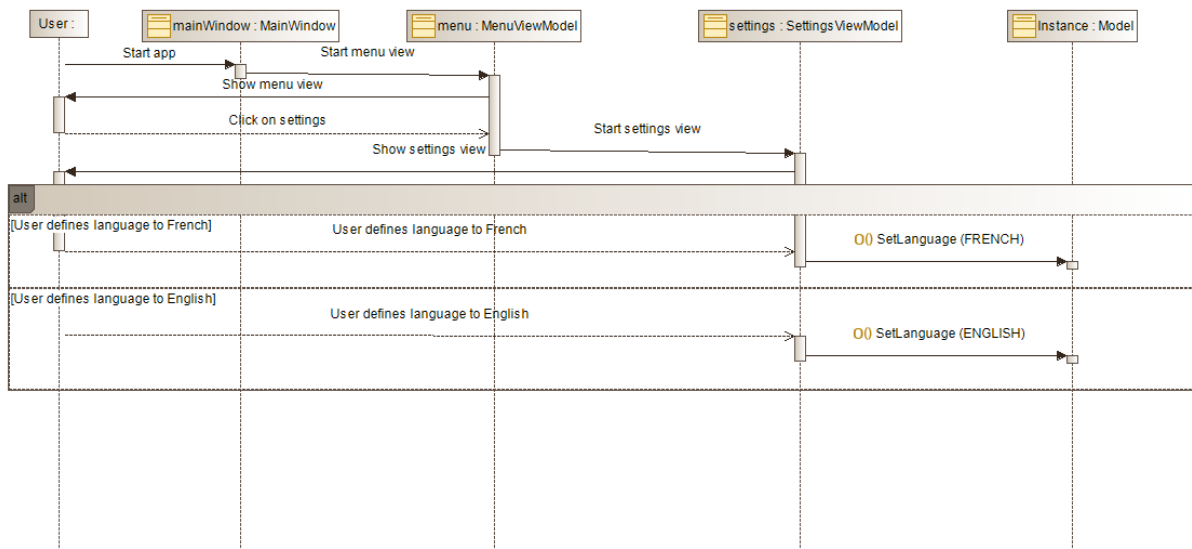 User :
mainWindow : MainWindow
menu : MenuViewModel
settings : SettingsViewModel
Instance : Model
Start app
Start menu view
Show menu view
Click on settings
Start settings view
Show settings view
alt
[User defines language to French]
User defines language to French
O() SetLanguage (FRENCH)
[User defines language to English]
User defines language to English
O() SetLanguage (ENGLISH)